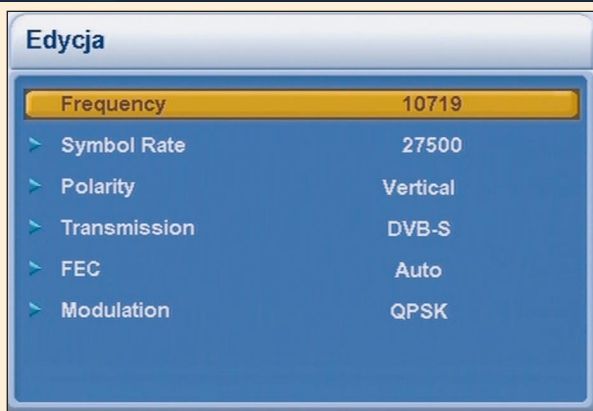 Edycja
Frequency 10719
Symbol Rate 27500
Polarity Vertical
Transmission DVB-S
FEC Auto
Modulation QPSK